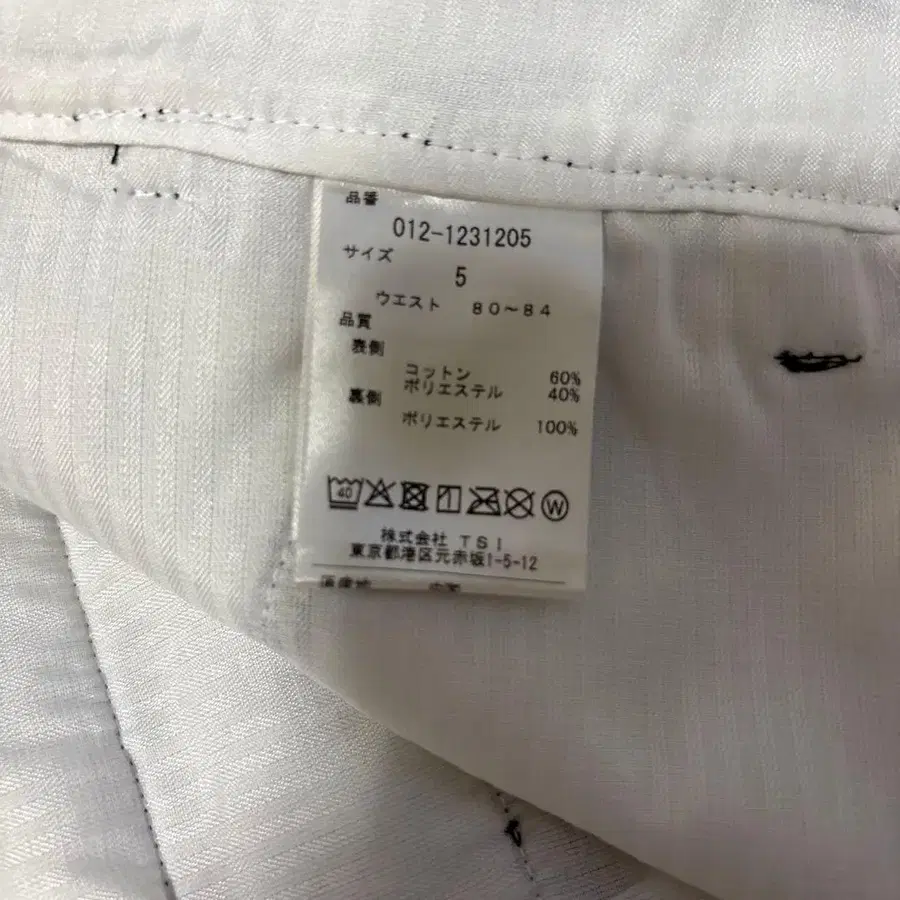 品番
012-1231205
サイズ
5
ウエスト 80～84
品質
表側
コットン 60%
ポリエステル 40%
裏側
ポリエステル 100%
40
W
株式会社 TSI
東京都港区元赤坂1-5-12